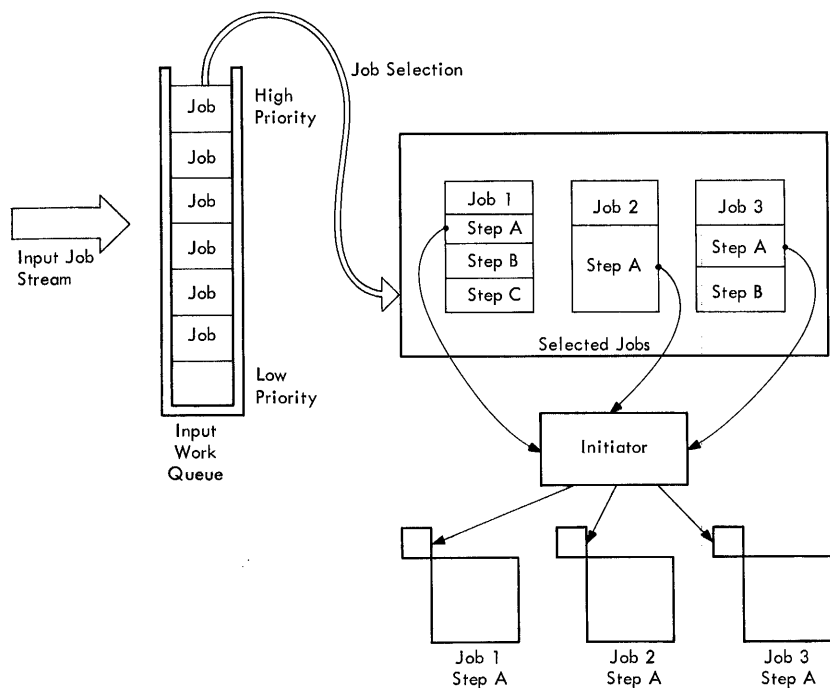 Job Selection
High
Priority
Job
Job
Job
Job
Job
Job
Input Job
Stream
Low
Priority
Input
Work
Queue
Job 1
Step A
Step B
Step C
Job 2
Step A
Job 3
Step A
Step B
Selected Jobs
Initiator
Job 1
Step A
Job 2
Step A
Job 3
Step A